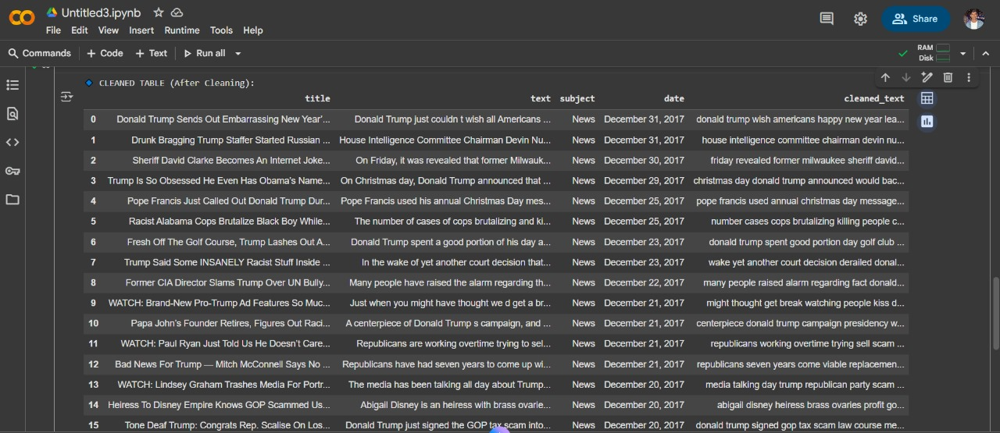 Untitled3.ipynb
File Edit View Insert Runtime Tools Help
Share
Commands + Code + Text Run all
RAM
Disk
CLEANED TABLE (After Cleaning):
title text subject date cleaned_text
0 Donald Trump Sends Out Embarrassing New Year'... Donald Trump just couldn t wish all Americans ... News December 31, 2017 donald trump wish americans happy new year lea...
1 Drunk Bragging Trump Staffer Started Russian ... House Intelligence Committee Chairman Devin Nu... News December 31, 2017 house intelligence committee chairman devin nu...
2 Sheriff David Clarke Becomes An Internet Joke... On Friday, it was revealed that former Milwauk... News December 30, 2017 friday revealed former milwaukee sheriff david...
3 Trump Is So Obsessed He Even Has Obama's Name... On Christmas day, Donald Trump announced that ... News December 29, 2017 christmas day donald trump announced would bac...
4 Pope Francis Just Called Out Donald Trump Dur... Pope Francis used his annual Christmas Day mes... News December 25, 2017 pope francis used annual christmas day message...
5 Racist Alabama Cops Brutalize Black Boy While... The number of cases of cops brutalizing and ki... News December 25, 2017 number cases cops brutalizing killing people c...
6 Fresh Off The Golf Course, Trump Lashes Out A... Donald Trump spent a good portion of his day a... News December 23, 2017 donald trump spent good portion day golf club ...
7 Trump Said Some INSANELY Racist Stuff Inside ... In the wake of yet another court decision that... News December 23, 2017 wake yet another court decision derailed donal...
8 Former CIA Director Slams Trump Over UN Bully... Many people have raised the alarm regarding th... News December 22, 2017 many people raised alarm regarding fact donald...
9 WATCH: Brand-New Pro-Trump Ad Features So Muc... Just when you might have thought we d get a br... News December 21, 2017 might thought get break watching people kiss d...
10 Papa John's Founder Retires, Figures Out Raci... A centerpiece of Donald Trump s campaign, and ... News December 21, 2017 centerpiece donald trump campaign presidency w...
11 WATCH: Paul Ryan Just Told Us He Doesn't Care... Republicans are working overtime trying to sel... News December 21, 2017 republicans working overtime trying sell scam ...
12 Bad News For Trump — Mitch McConnell Says No ... Republicans have had seven years to come up wi... News December 21, 2017 republicans seven years come viable replacemen...
13 WATCH: Lindsey Graham Trashes Media For Portr... The media has been talking all day about Trump... News December 20, 2017 media talking day trump republican party scam ...
14 Heiress To Disney Empire Knows GOP Scammed Us... Abigail Disney is an heiress with brass ovarie... News December 20, 2017 abigail disney heiress brass ovaries profit go...
15 Tone Deaf Trump: Congrats Rep. Scalise On Los... Donald Trump just signed the GOP tax scam into... News December 20, 2017 donald trump signed gop tax scam law course me...